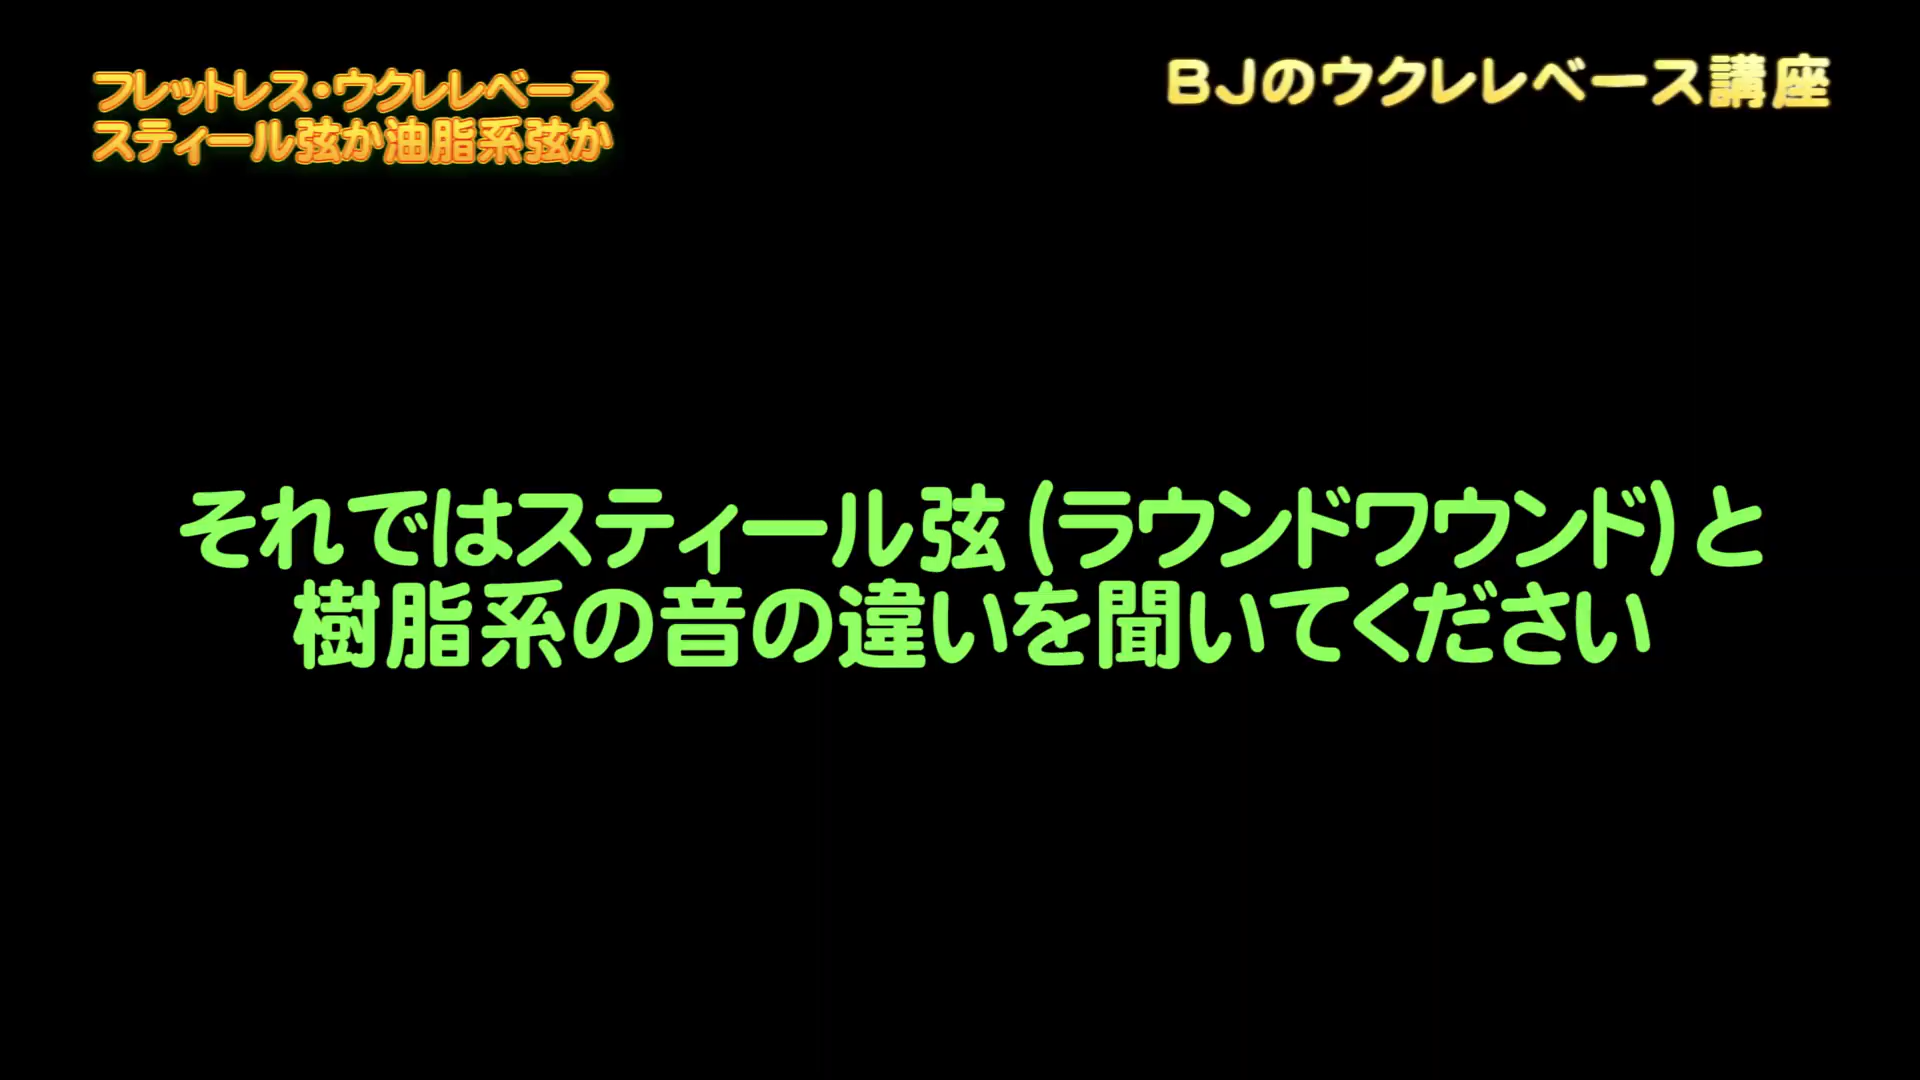 フレットレス・ウクレレベース
スティール弦か油脂系弦か
BJのウクレレベース講座
それではスティール弦(ラウンドワウンド)と
樹脂系の音の違いを聞いてください